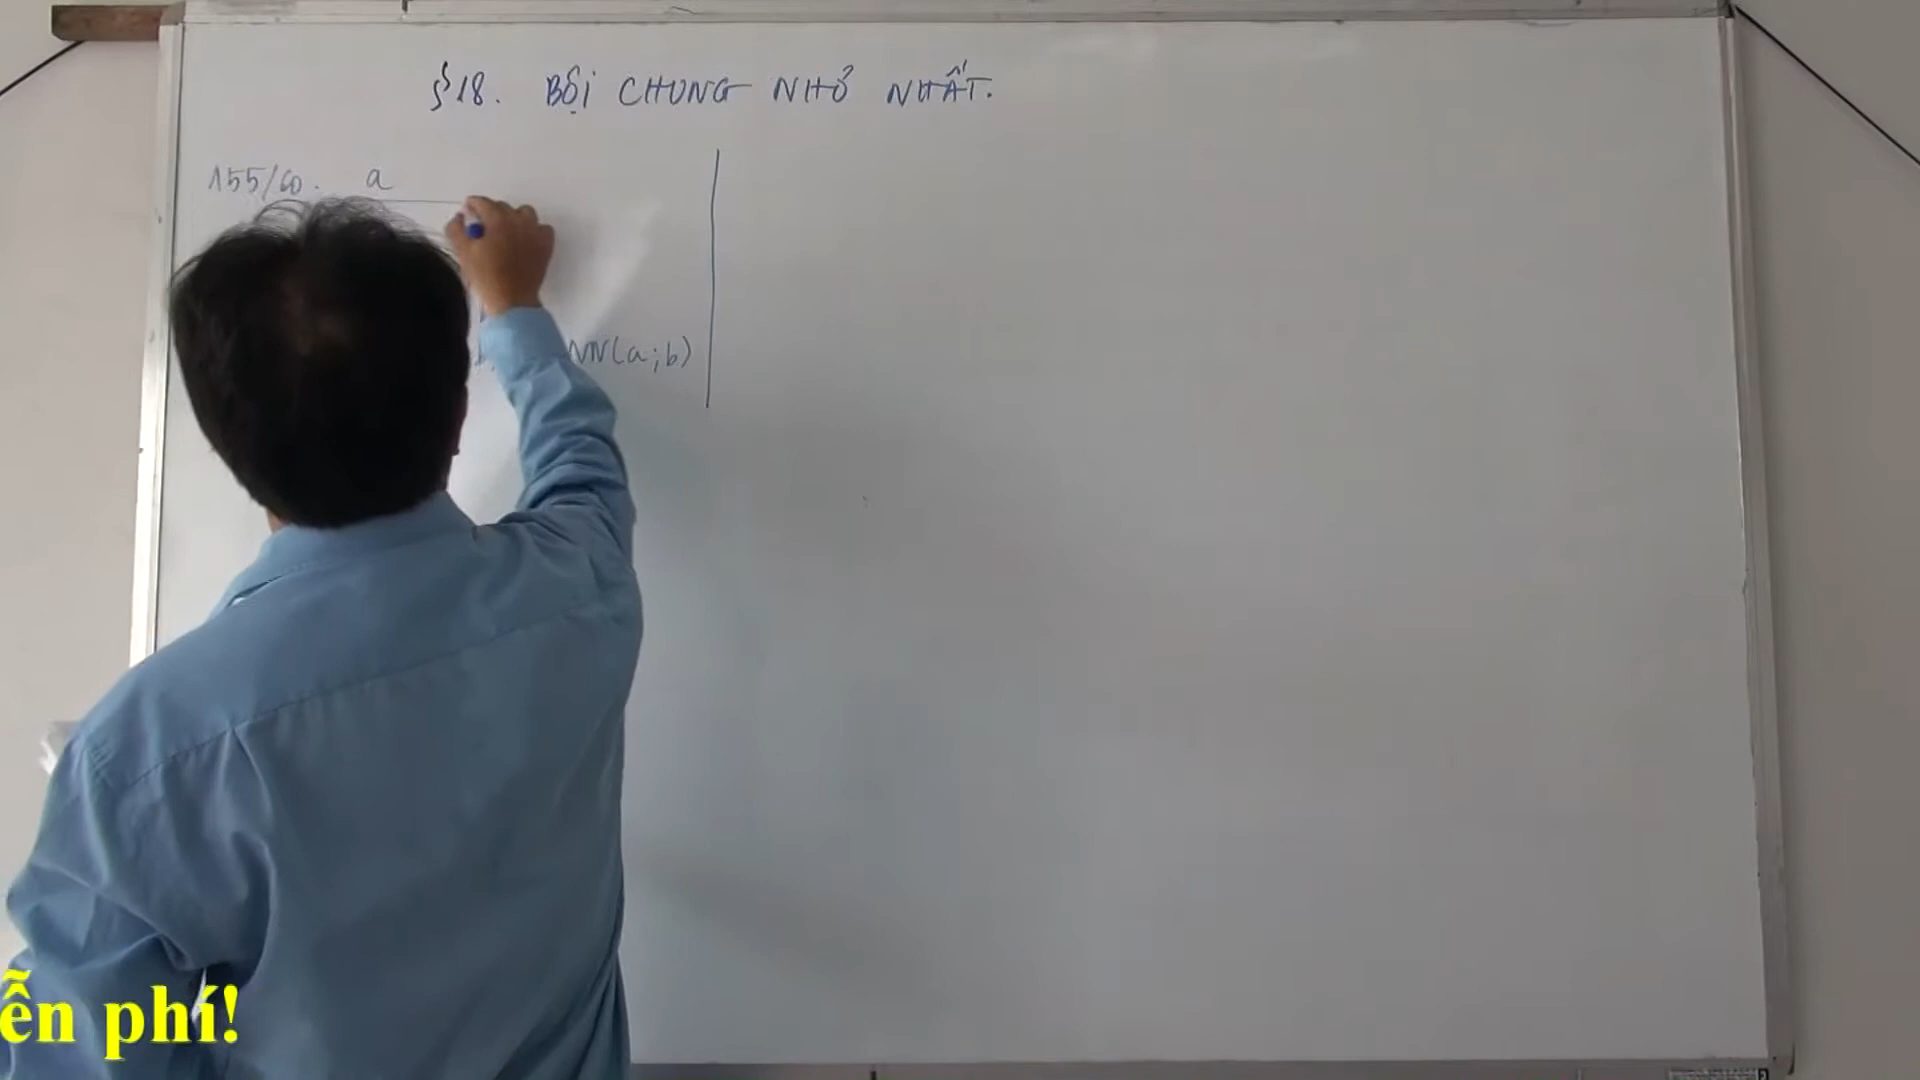 §18. BỘI CHUNG NHỎ NHẤT.
155/60. a
NN(a;b)
ễn phí!